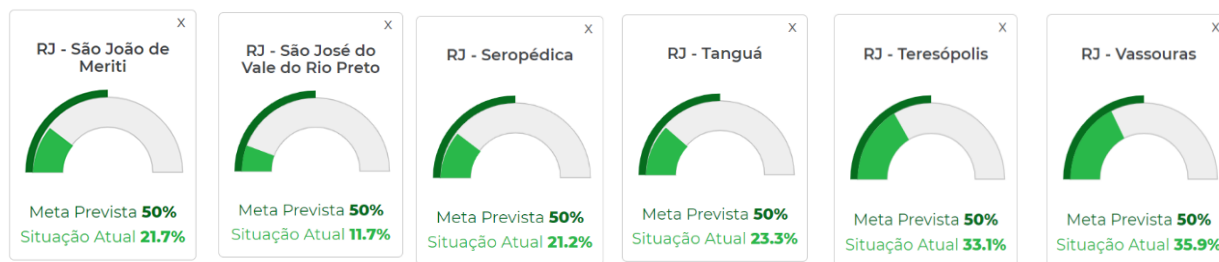 X
RJ - São João de
Meriti
Meta Prevista 50%
Situação Atual 21.7%
X
RJ - São José do
Vale do Rio Preto
Meta Prevista 50%
Situação Atual 11.7%
X
RJ - Seropédica
Meta Prevista 50%
Situação Atual 21.2%
X
RJ - Tanguá
Meta Prevista 50%
Situação Atual 23.3%
X
RJ - Teresópolis
Meta Prevista 50%
Situação Atual 33.1%
X
RJ - Vassouras
Meta Prevista 50%
Situação Atual 35.9%